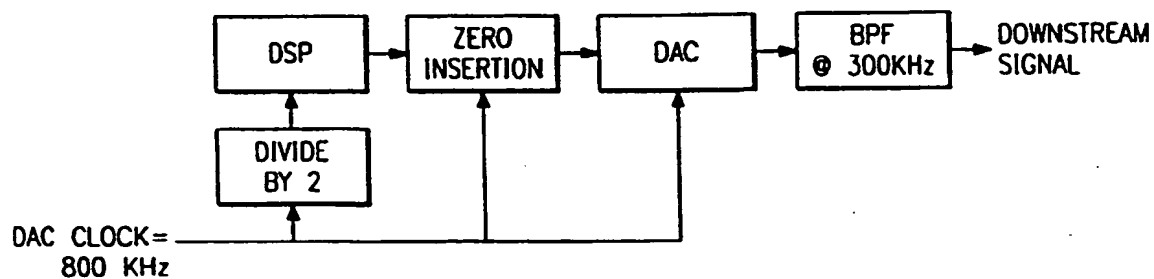 DSP
ZERO
INSERTION
DAC
BPF
@ 300KHz
DOWNSTREAM
SIGNAL
DIVIDE
BY 2
DAC CLOCK=
800 KHz